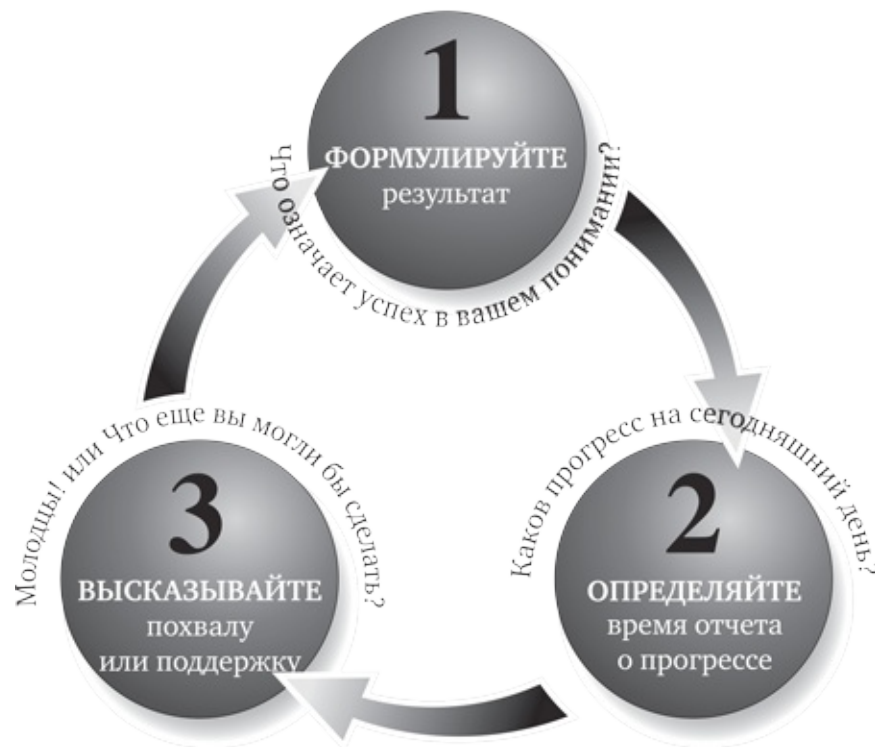 1
ФОРМУЛИРУЙТЕ
результат
Что означает успех в вашем понимании?
Каков прогресс на сегодняшний день?
2
ОПРЕДЕЛЯЙТЕ
время отчета
о прогрессе
Молодцы! или Что еще вы могли бы сделать?
3
ВЫСКАЗЫВАЙТЕ
похвалу
или поддержку